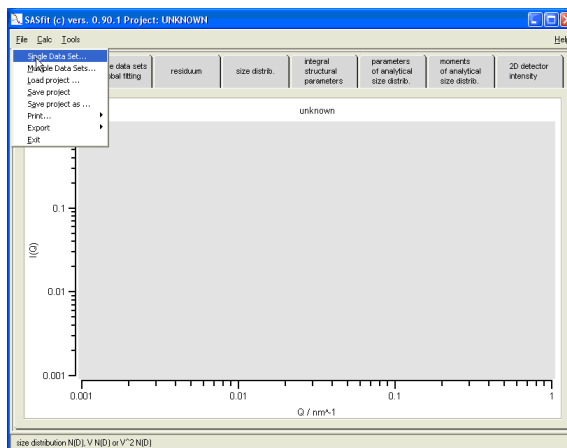 SASfit (c) vers. 0.90.1 Project: UNKNOWN
File Calc Tools Help
Single Data Set...
Multiple Data Sets...
Load project ...
Save project
Save project as ...
Print...
Export
Exit
e data sets
bal fitting
residuum
size distrib.
integral
structural
parameters
parameters
of analytical
size distrib.
moments
of analytical
size distrib.
2D detector
intensity
unknown
I(Q)
0.1
0.01
0.001
0.001 0.01 0.1 1
Q / nm^-1
size distribution N(D), V N(D) or V^2 N(D)